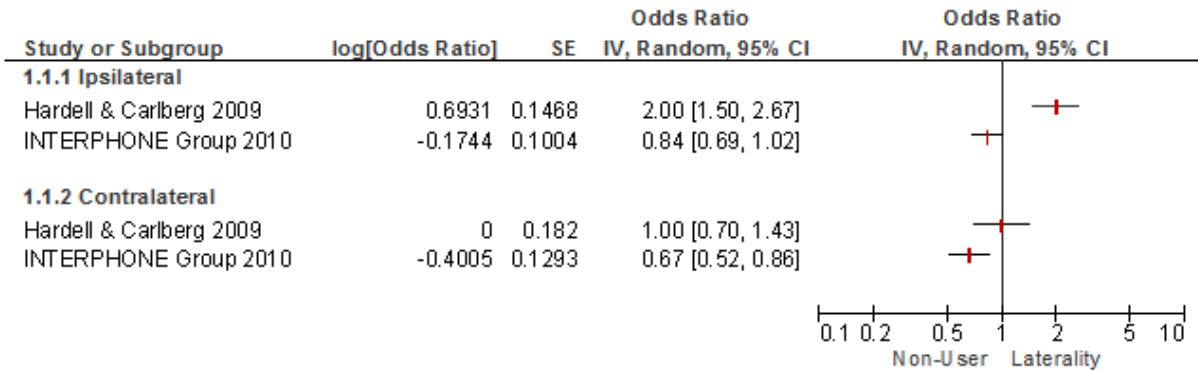 Odds Ratio Odds Ratio
Study or Subgroup log[Odds Ratio] SE IV, Random, 95% CI IV, Random, 95% CI
1.1.1 Ipsilateral
Hardell & Carlberg 2009 0.6931 0.1468 2.00 [1.50, 2.67]
INTERPHONE Group 2010 -0.1744 0.1004 0.84 [0.69, 1.02]
1.1.2 Contralateral
Hardell & Carlberg 2009 0 0.182 1.00 [0.70, 1.43]
INTERPHONE Group 2010 -0.4005 0.1293 0.67 [0.52, 0.86]
0.1 0.2 0.5 1 2 5 10
Non-User Laterality